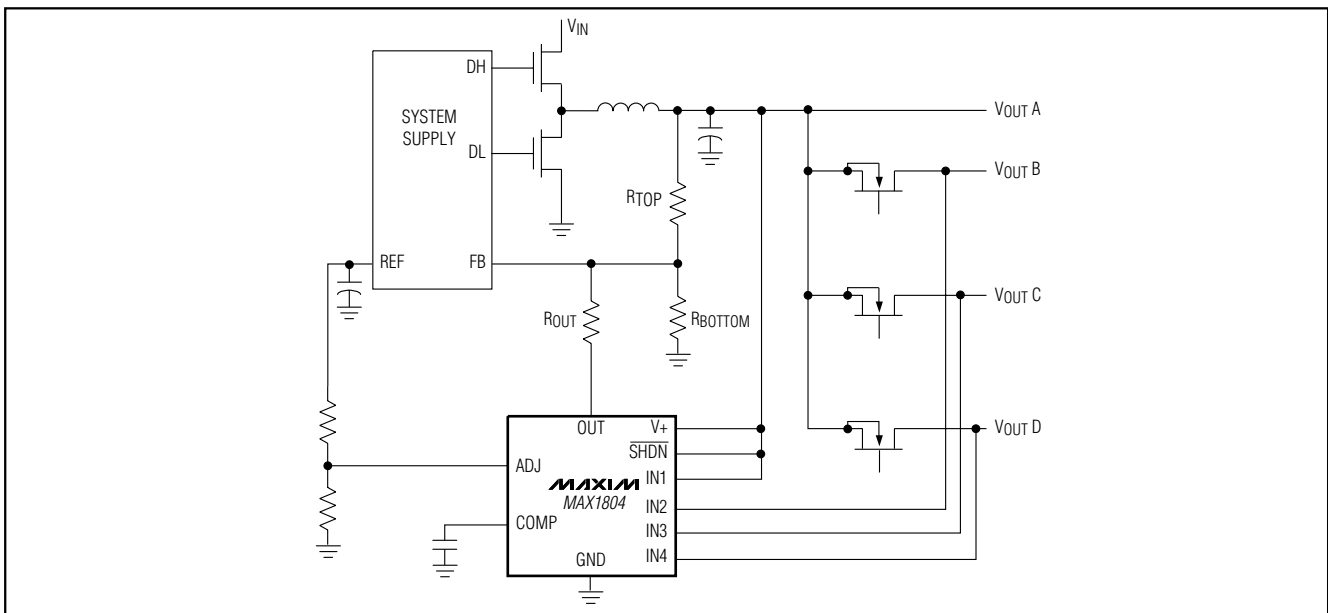 VIN
DH
SYSTEM
SUPPLY
DL
REF
FB
RTOP
ROUT
RBOTTOM
VOUT A
VOUT B
VOUT C
VOUT D
OUT
V+
SHDN
ADJ
IN1
MAXIM
MAX1804
IN2
COMP
IN3
IN4
GND